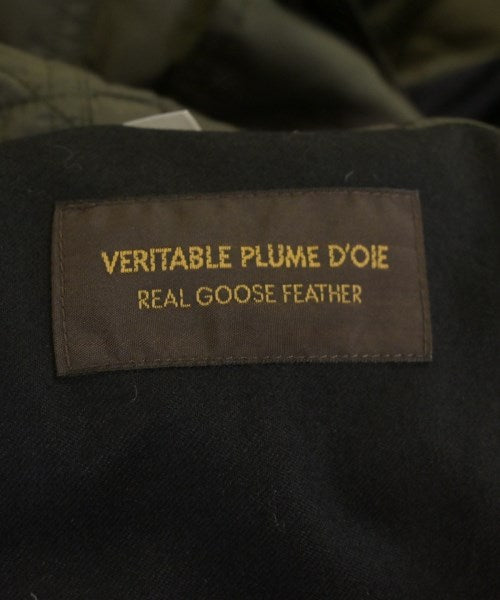 VERITABLE PLUME D'OIE
REAL GOOSE FEATHER